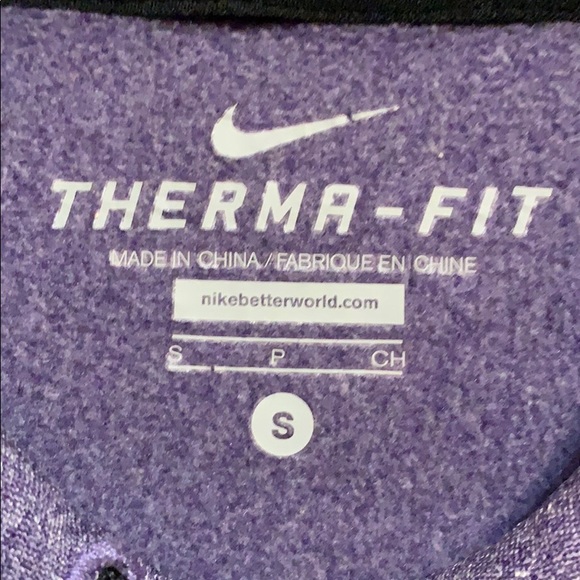 THERMA-FIT
MADE IN CHINA / FABRIQUE EN CHINE
nikebetterworld.com
S P CH
S